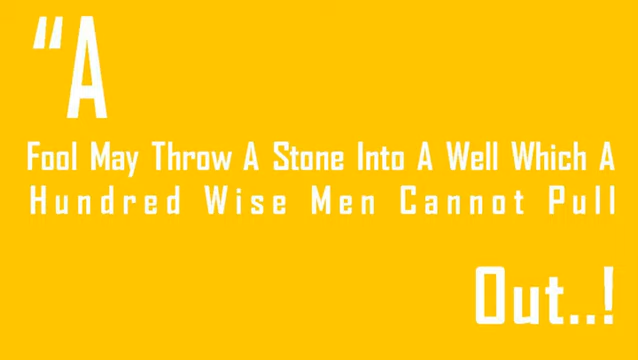 “A
Fool May Throw A Stone Into A Well Which A
Hundred Wise Men Cannot Pull
Out..!